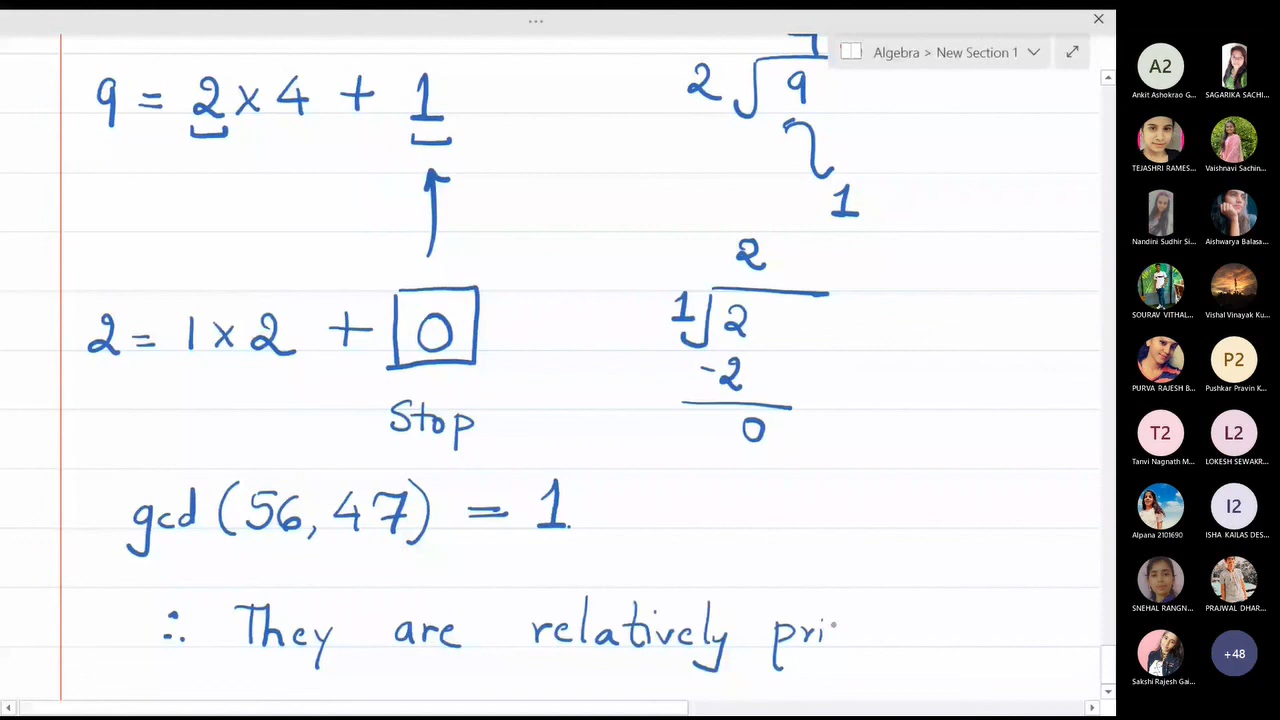 Algebra > New Section 1
9 = 2 × 4 + 1
2 9
1
2
1 2
2 = 1 × 2 + 0
-2
Stop
0
gcd (56, 47) = 1
∴ They are relatively pri
A2
Ankit Ashokrao G...
SAGARIKA SACHI...
TEJASHRI RAMES...
Vaishnavi Sachin...
Nandini Sudhir Si...
Aishwarya Balasa...
SOURAV VITHAL...
Vishal Vinayak Ku...
PURVA RAJESH B...
P2
Pushkar Pravin K...
T2
Tanvi Nagnath M...
L2
LOKESH SEWAKR...
Alpana 2101690
I2
ISHA KAILAS DES...
SNEHAL RANGN...
PRAJWAL DHAR...
Sakshi Rajesh Gai...
+48